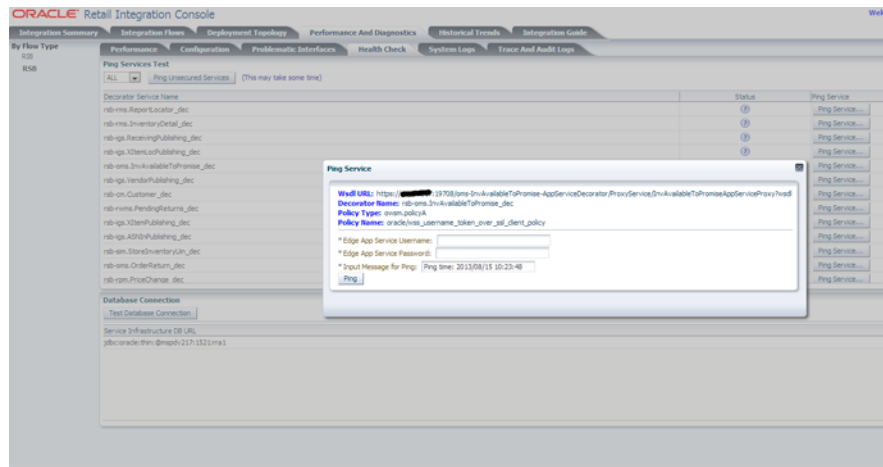 ORACLE Retail Integration Console
Wel
Integration Summary Integration Flows Deployment Topology Performance And Diagnostics Historical Trends Integration Guide
By Flow Type
RIB
RSB
Performance Configuration Problematic Interfaces Health Check System Logs Trace And Audit Logs
Ping Services Test
ALL Ping Unsecured Services (This may take some time)
Decorator Service Name Status Ping Service
rsb-rms.ReportLocator_dec Ping Service...
rsb-rms.InventoryDetail_dec Ping Service...
rsb-igs.ReceivingPublishing_dec Ping Service...
rsb-igs.XItemLocPublishing_dec Ping Service...
rsb-oms.InvAvailableToPromise_dec Ping Service...
rsb-igs.VendorPublishing_dec Ping Service...
rsb-cm.Customer_dec Ping Service...
rsb-rwms.PendingReturns_dec Ping Service...
rsb-igs.XItemPublishing_dec Ping Service...
rsb-igs.ASNInPublishing_dec Ping Service...
rsb-sim.StoreInventoryUin_dec Ping Service...
rsb-oms.OrderReturn_dec Ping Service...
rsb-rpm.PriceChange_dec Ping Service...
Ping Service
Wsdl URL: https:// :19708/oms-InvAvailableToPromise-AppServiceDecorator/ProxyService/InvAvailableToPromiseAppServiceProxy?wsdl
Decorator Name: rsb-oms.InvAvailableToPromise_dec
Policy Type: owsm.policyA
Policy Name: oracle/wss_username_token_over_ssl_client_policy
* Edge App Service Username:
* Edge App Service Password:
* Input Message for Ping: Ping time: 2013/08/15 10:23:48
Ping
Database Connection
Test Database Connection
Service Infrastructure DB URL
jdbc:oracle:thin:@mspdv217:1521:rra1